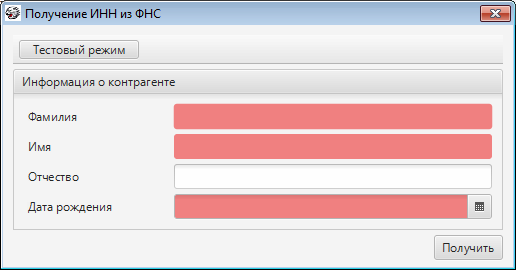 Получение ИНН из ФНС
Тестовый режим
Информация о контрагенте
Фамилия
Имя
Отчество
Дата рождения
Получить